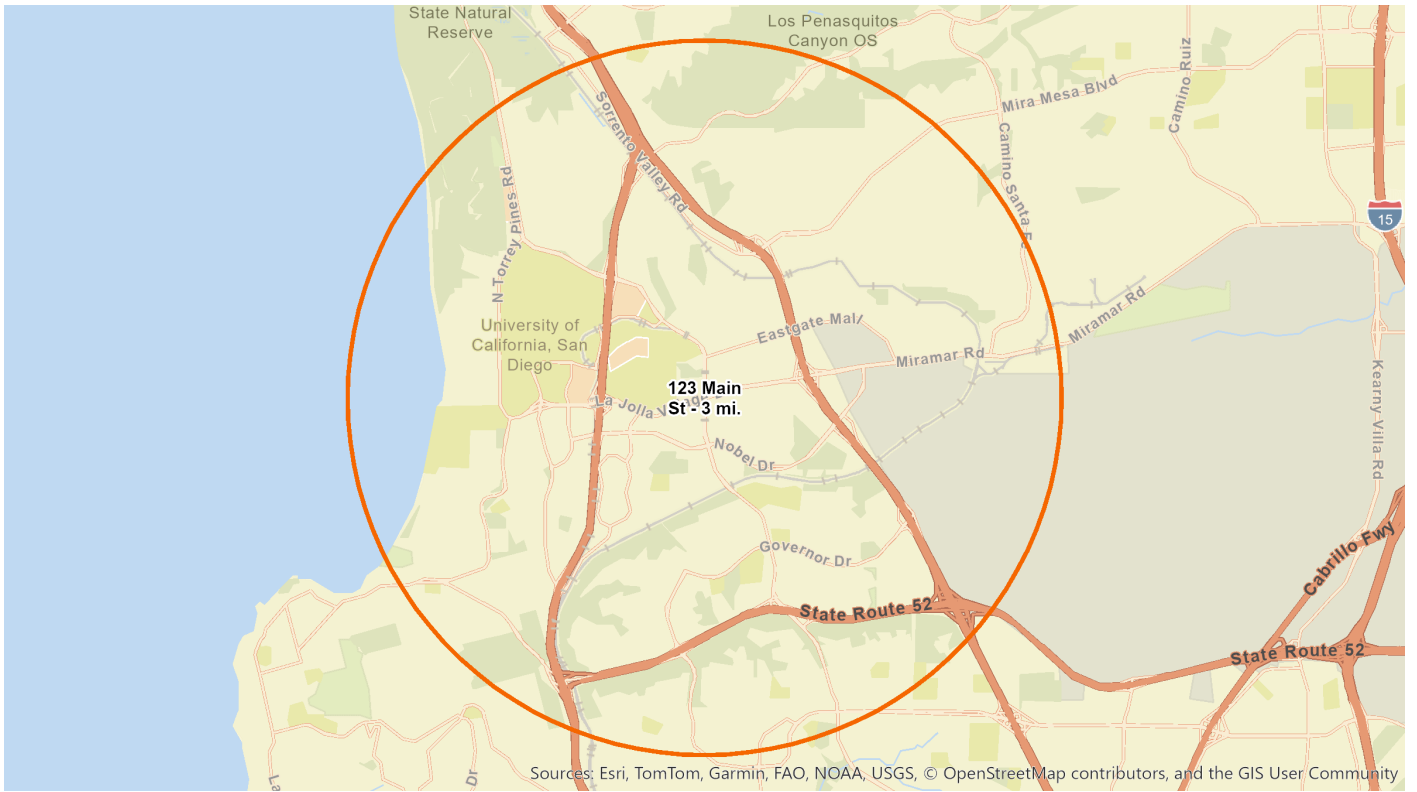 State Natural
Reserve
Los Penasquitos
Canyon OS
Camino Ruiz
Mira Mesa Blvd
Sorrento Valley Rd
Camino Santa Fe
N Torrey Pines Rd
15
University of
California, San
Diego
Eastgate Mall
Miramar Rd
Miramar Rd
Kearny Villa Rd
123 Main
St - 3 mi.
La Jolla Village
Nobel Dr
Governor Dr
Cabrillo Fwy
State Route 52
State Route 52
La
Dr
Sources: Esri, TomTom, Garmin, FAO, NOAA, USGS, © OpenStreetMap contributors, and the GIS User Community